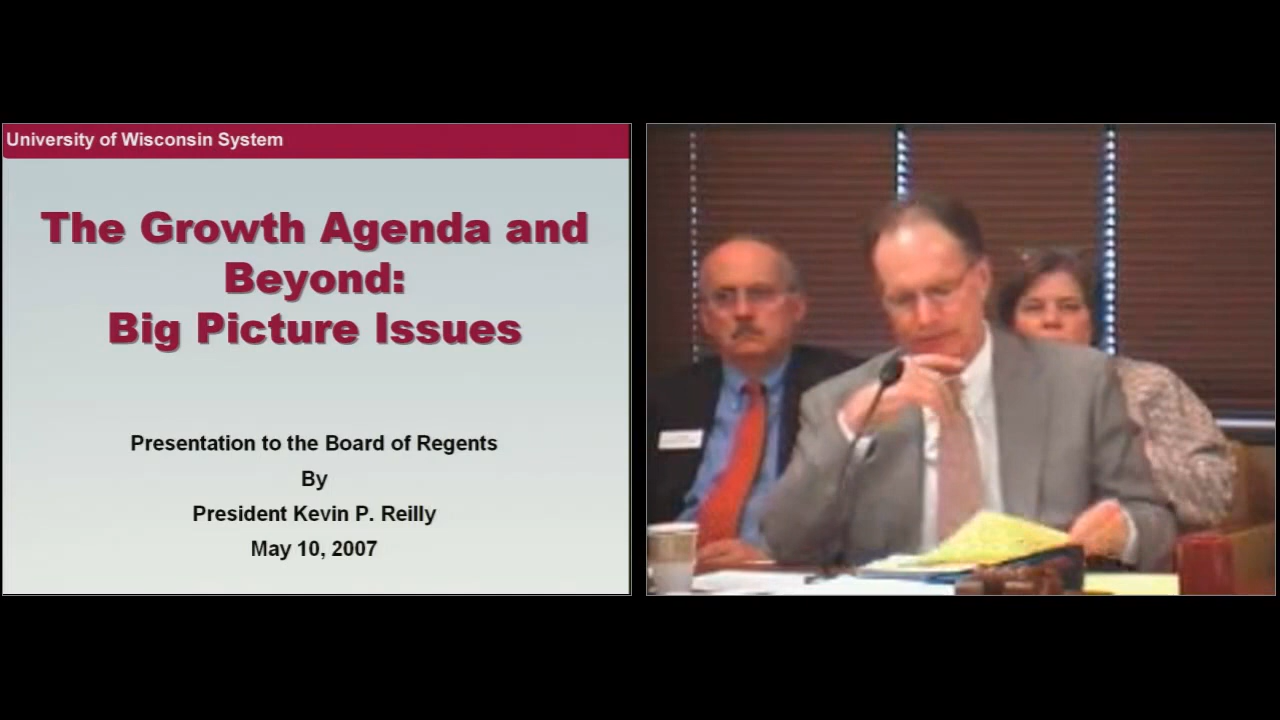 University of Wisconsin System
The Growth Agenda and
Beyond:
Big Picture Issues
Presentation to the Board of Regents
By
President Kevin P. Reilly
May 10, 2007